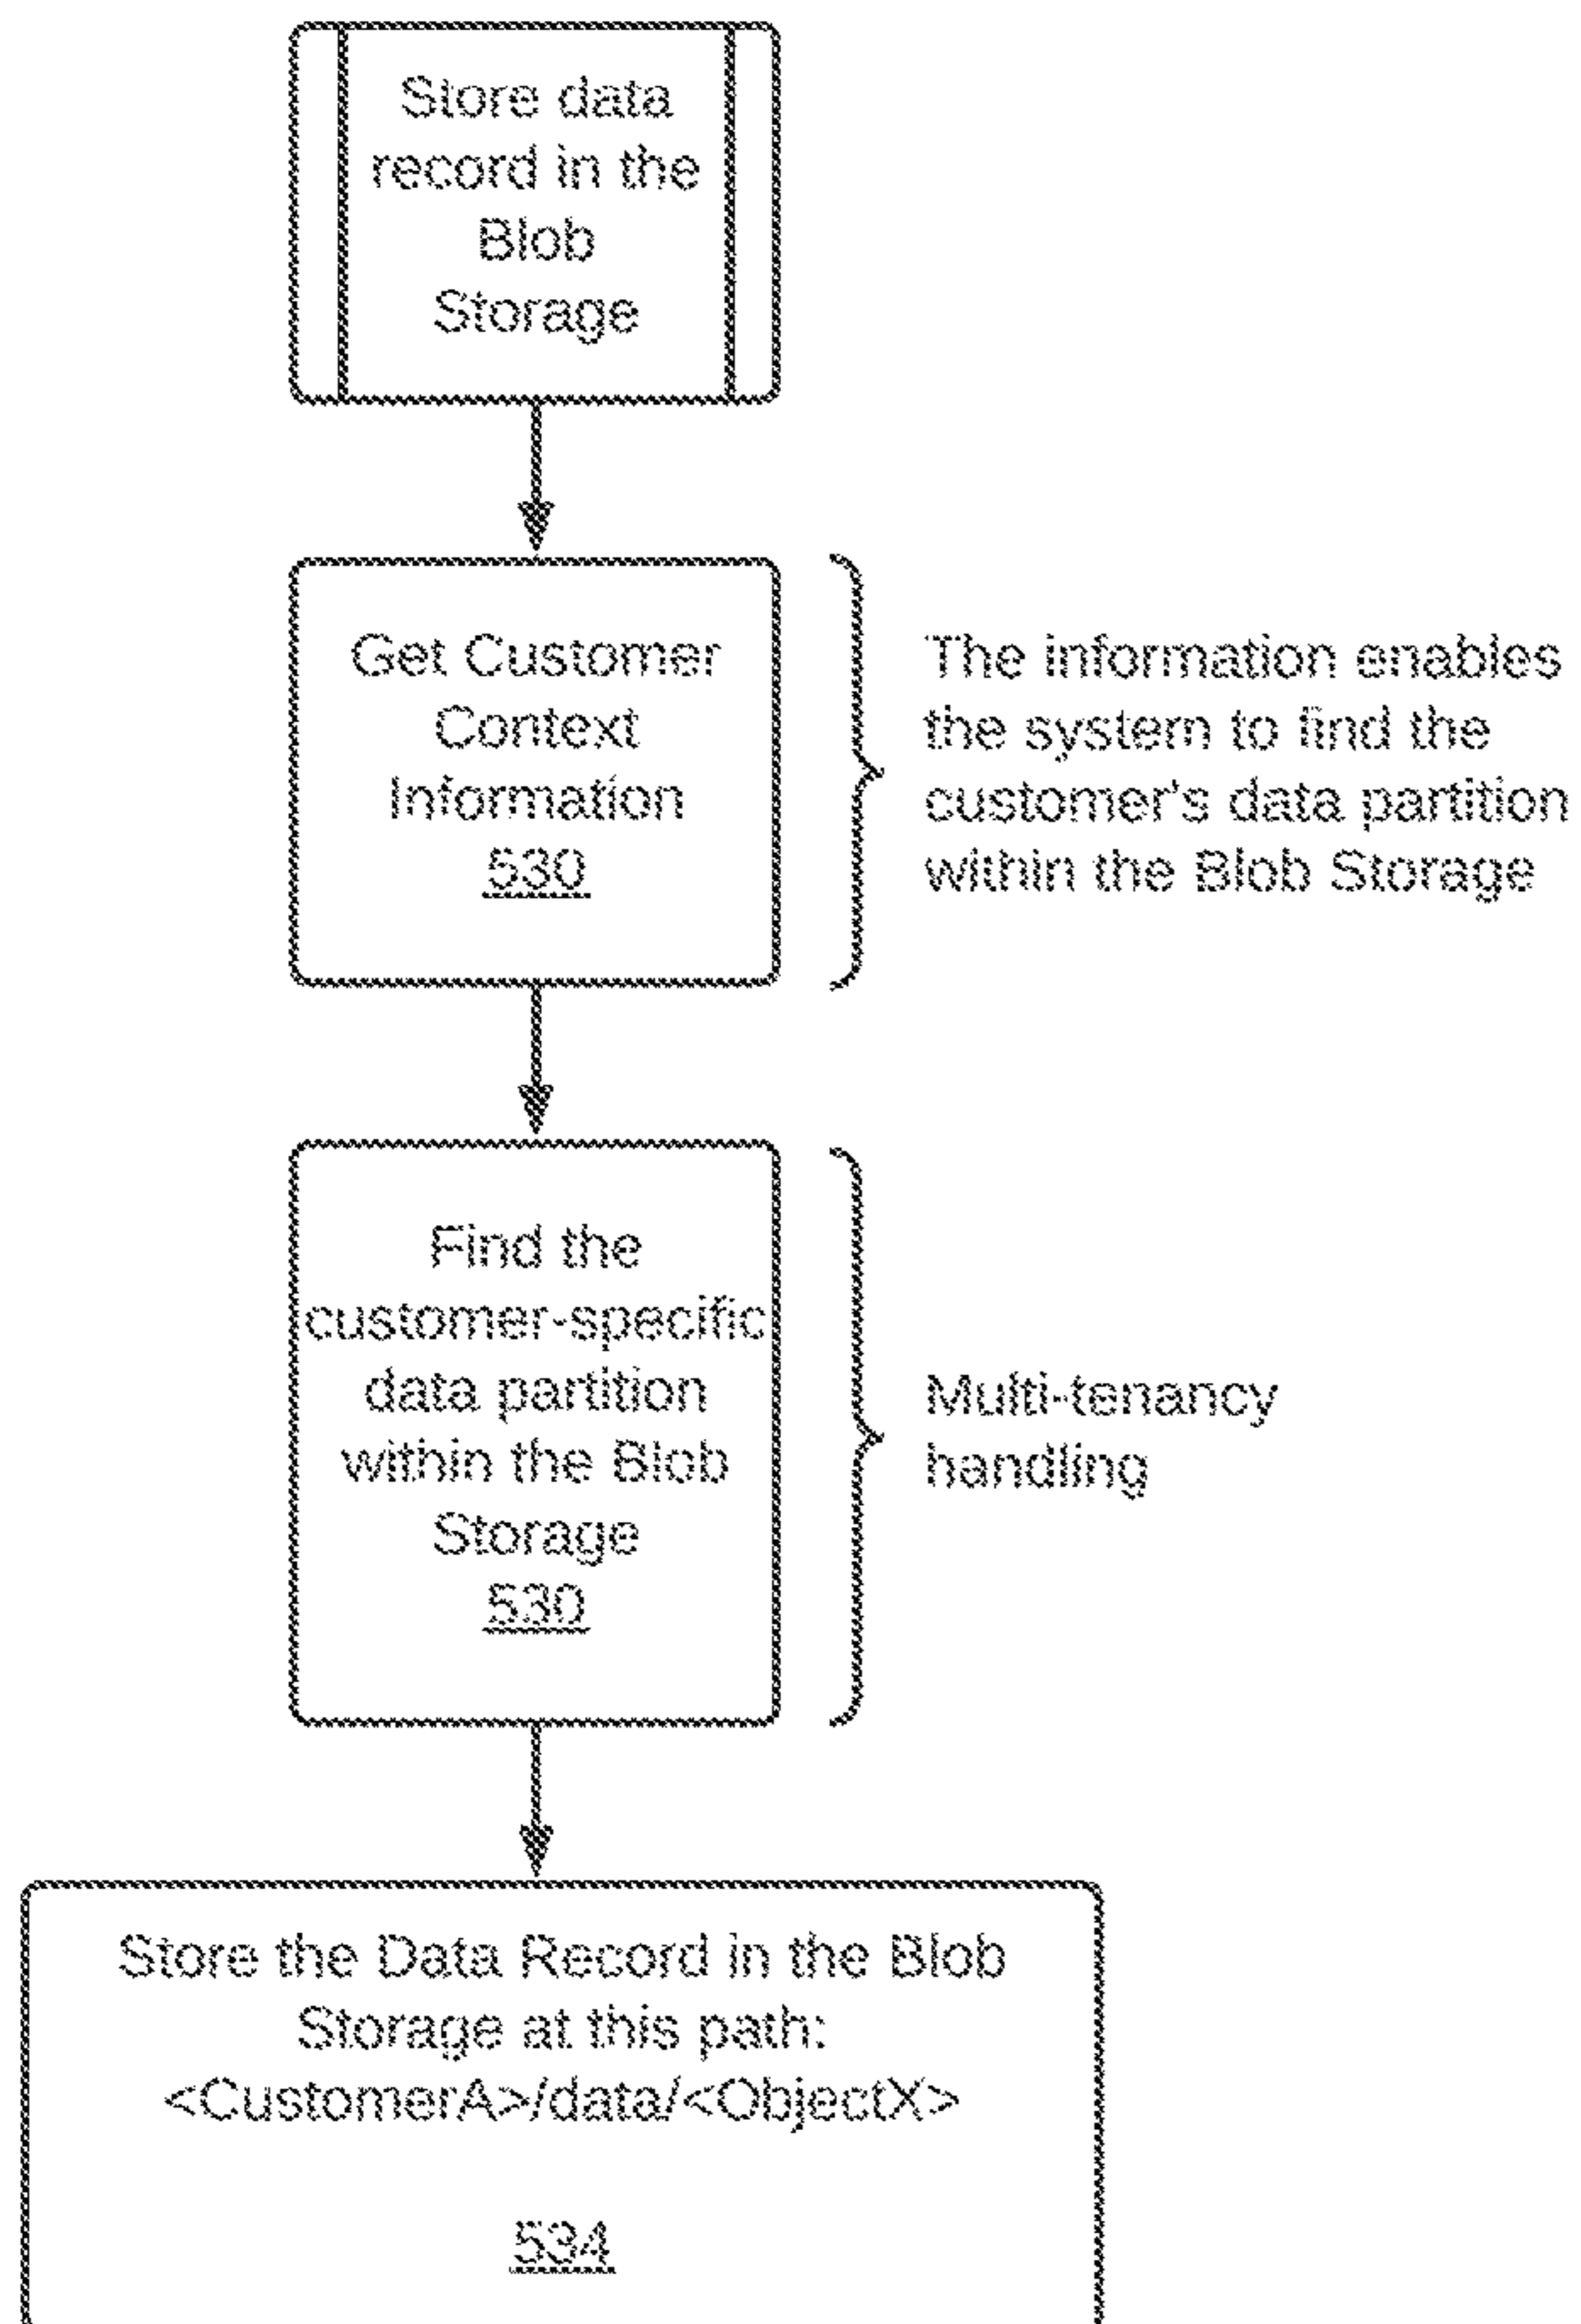 Store data
record in the
Blob
Storage
Get Customer
Context
Information
530
The information enables
the system to find the
customer's data partition
within the Blob Storage
Find the
customer-specific
data partition
within the Blob
Storage
530
Multi-tenancy
handling
Store the Data Record in the Blob
Storage at this path:
<CustomerA>/data/<ObjectX>
534